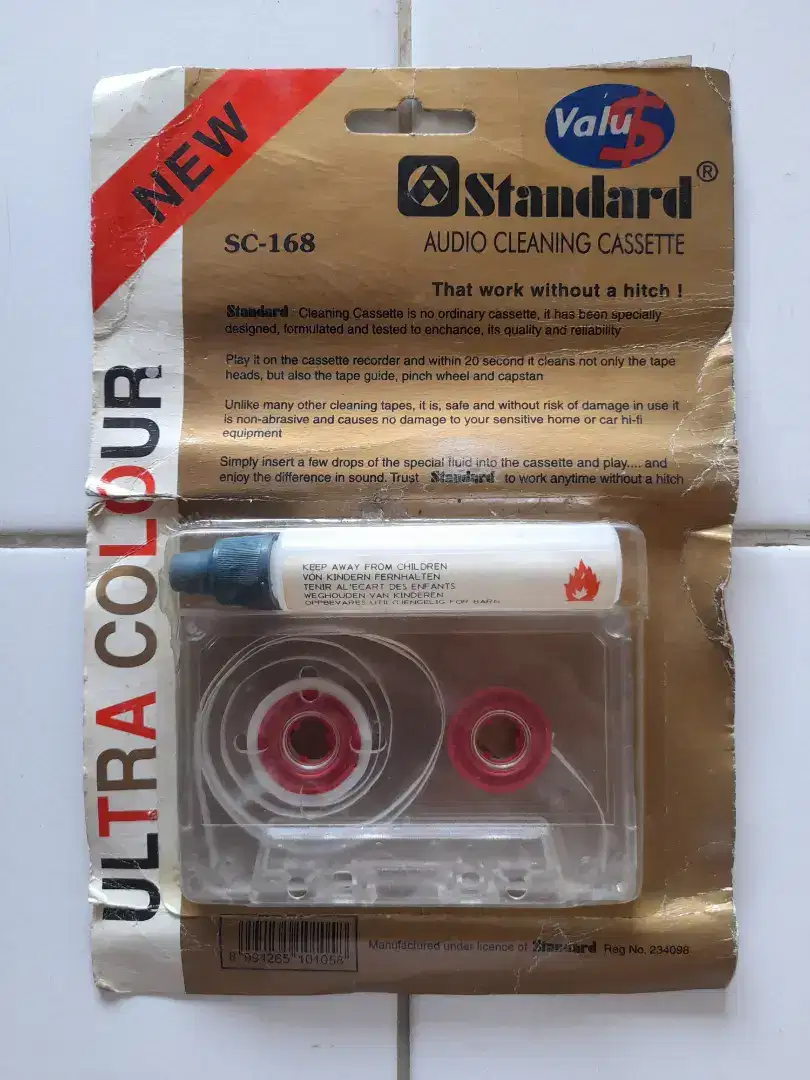 NEW
Valu$
Standard®
SC-168
AUDIO CLEANING CASSETTE
That work without a hitch !
Standard Cleaning Cassette is no ordinary cassette, it has been specially
designed, formulated and tested to enchance, its quality and reliability
Play it on the cassette recorder and within 20 second it cleans not only the tape
heads, but also the tape guide, pinch wheel and capstan
Unlike many other cleaning tapes, it is, safe and without risk of damage in use it
is non-abrasive and causes no damage to your sensitive home or car hi-fi
equipment
Simply insert a few drops of the special fluid into the cassette and play.... and
enjoy the difference in sound. Trust Standard to work anytime without a hitch
ULTRA COLOUR
KEEP AWAY FROM CHILDREN
VON KINDERN FERNHALTEN
TENIR AL'ECART DES ENFANTS
WEGHOUDEN VAN KINDEREN
OPPBEVARES UTILGJENGELIG FOR BARN
8 991265 101058
Manufactured under licence of Standard Reg No. 234098